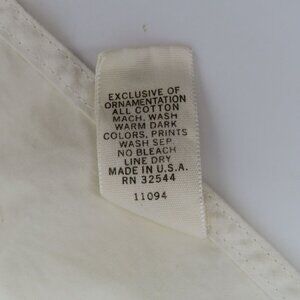 EXCLUSIVE OF
ORNAMENTATION
ALL COTTON
MACH. WASH
WARM DARK
COLORS, PRINTS
WASH SEP.
NO BLEACH
LINE DRY
MADE IN U.S.A.
RN 32544
11094